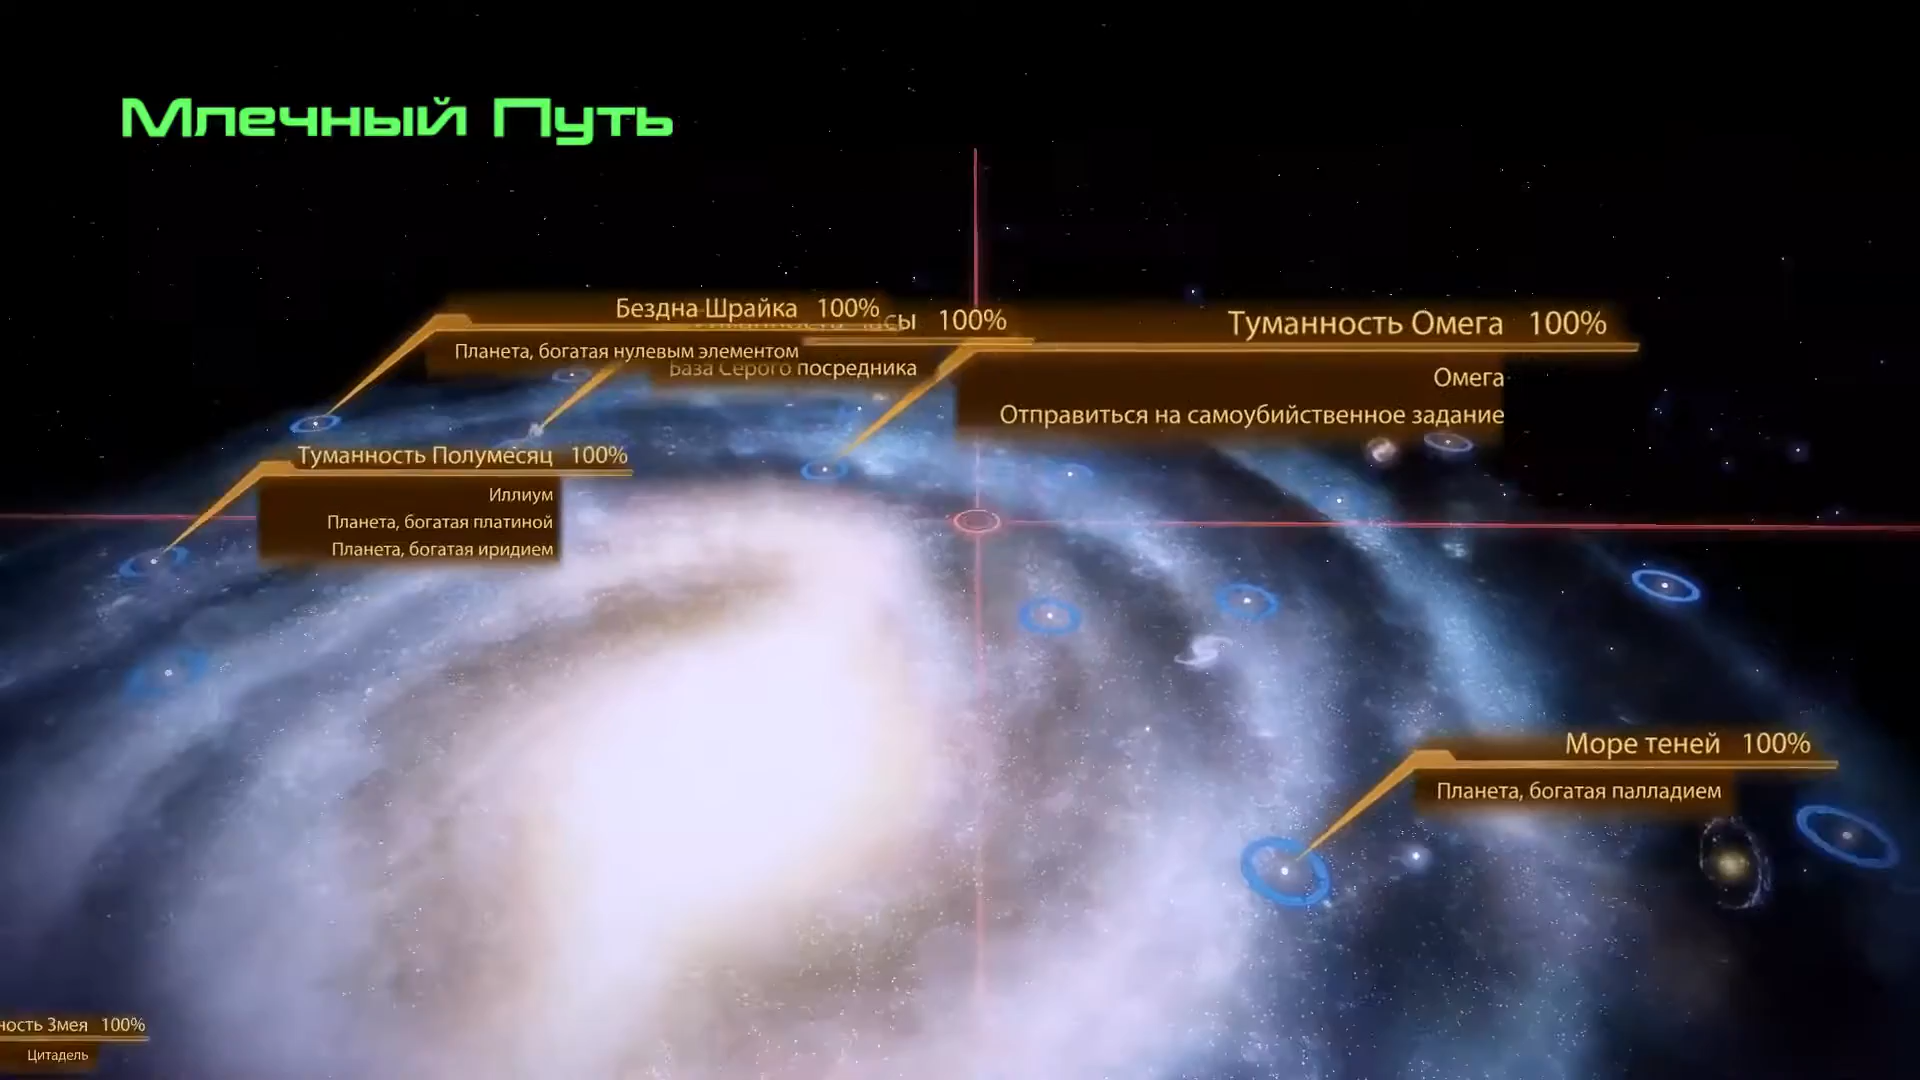 Млечный Путь
Бездна Шрайка 100%
Планета, богатая нулевым элементом
100%
База Серого посредника
Туманность Омега 100%
Омега
Отправиться на самоубийственное задание
Туманность Полумесяц 100%
Иллиум
Планета, богатая платиной
Планета, богатая иридием
Море теней 100%
Планета, богатая палладием
ность Змея 100%
Цитадель